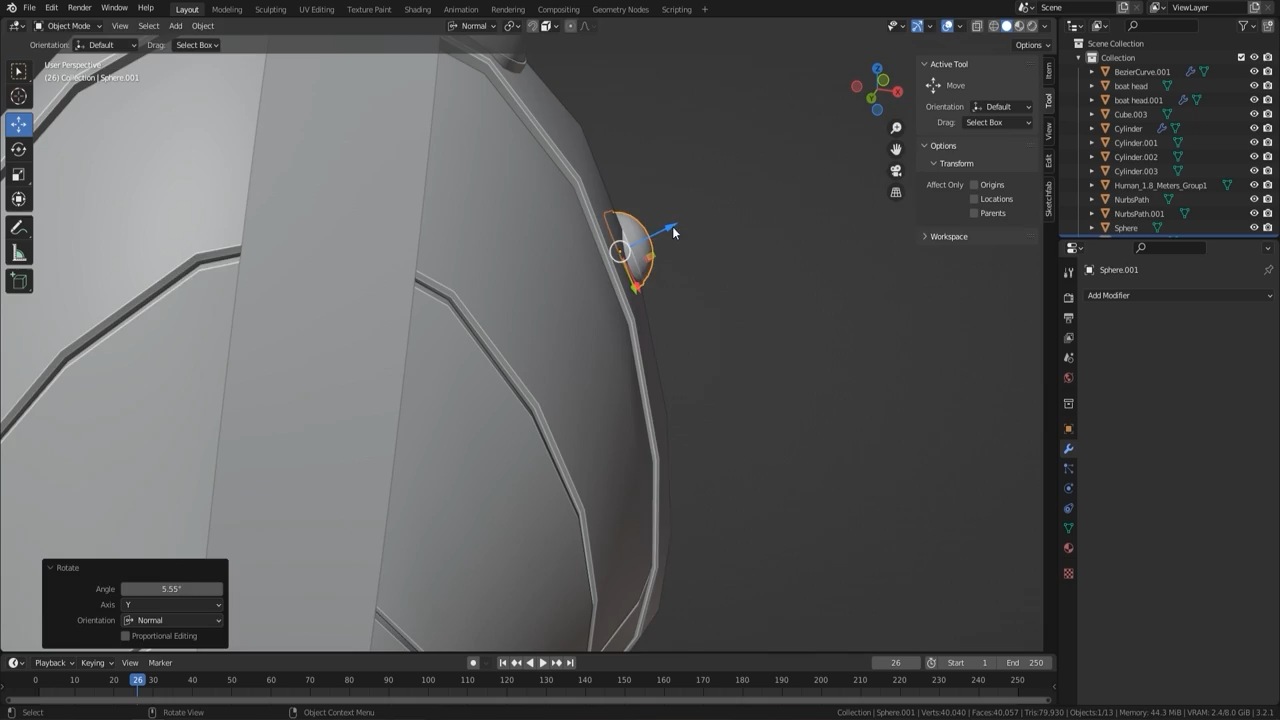 File Edit Render Window Help Layout Modeling Sculpting UV Editing Texture Paint Shading Animation Rendering Compositing Geometry Nodes Scripting + Scene ViewLayer
Object Mode View Select Add Object Normal
Orientation: Default Drag: Select Box Options
User Perspective
(26) Collection | Sphere.001
Z
X
Y
Active Tool
Move
Orientation Default
Drag: Select Box
Options
Transform
Affect Only Origins
Locations
Parents
Workspace
Item
Tool
View
Edit
Sketchfab
Scene Collection
Collection
BezierCurve.001
boat head
boat head.001
Cube.003
Cylinder
Cylinder.001
Cylinder.002
Cylinder.003
Human_1.8_Meters_Group1
NurbsPath
NurbsPath.001
Sphere
Sphere.001
Add Modifier
Rotate
Angle 5.55°
Axis Y
Orientation Normal
Proportional Editing
Playback Keying View Marker 26 Start 1 End 250
0 10 20 26 30 40 50 60 70 80 90 100 110 120 130 140 150 160 170 180 190 200 210 220 230 240 250
Select Rotate View Object Context Menu Collection | Sphere.001 | Verts:40,040 | Faces:40,057 | Tris:79,930 | Objects:1/13 | Memory: 44.3 MiB | VRAM: 2.4/8.0 GiB | 3.2.1